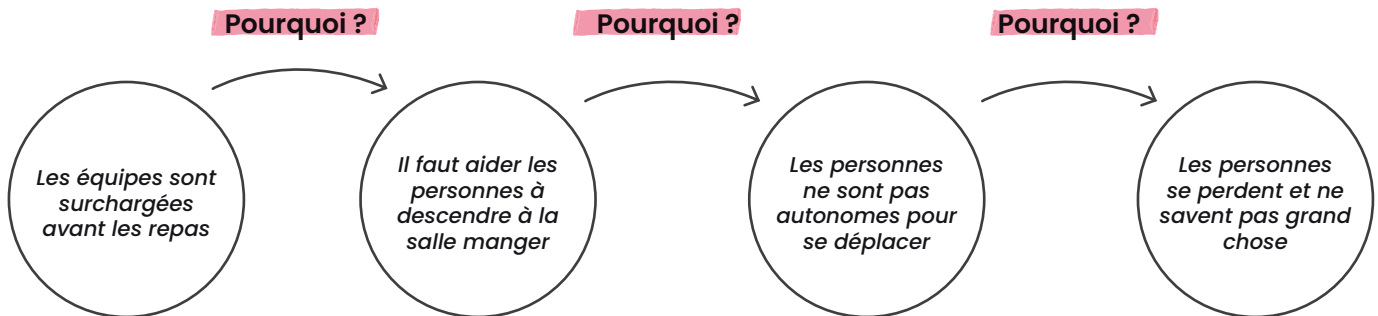 Pourquoi ?
Pourquoi ?
Pourquoi ?
Les équipes sont
surchargées
avant les repas
Il faut aider les
personnes à
descendre à la
salle manger
Les personnes
ne sont pas
autonomes pour
se déplacer
Les personnes
se perdent et ne
savent pas grand
chose